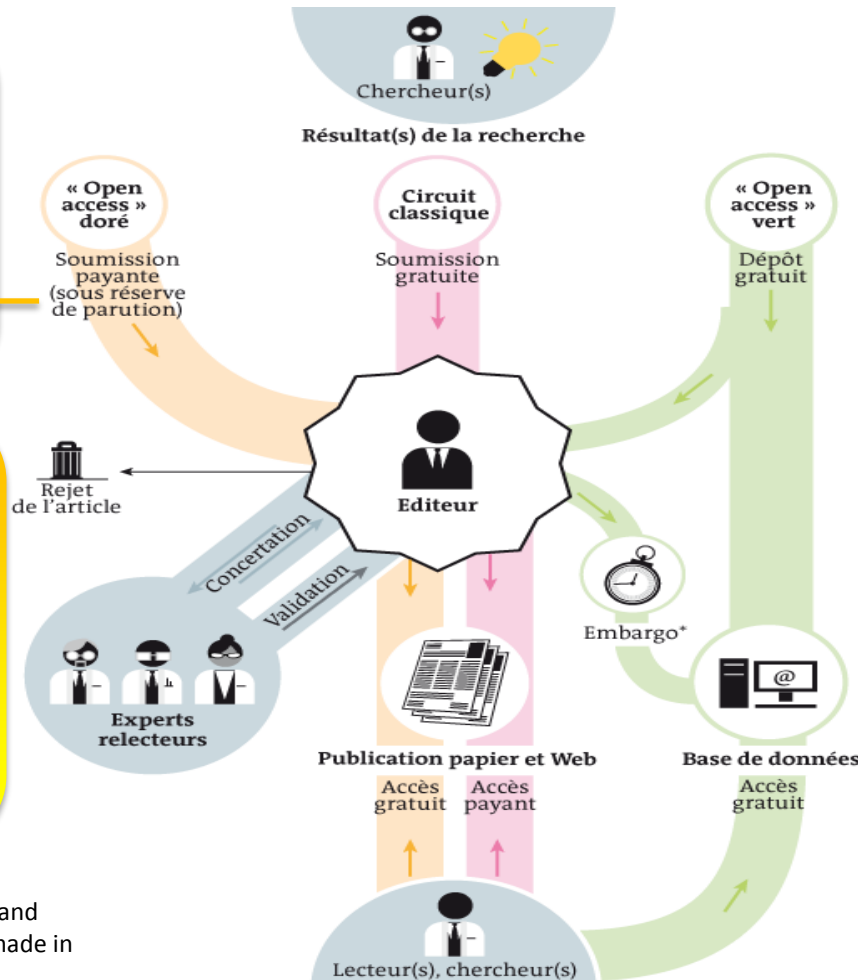 Chercheur(s)
Résultat(s) de la recherche
« Open
access »
doré
Soumission
payante
(sous réserve
de parution)
Circuit
classique
Soumission
gratuite
« Open
access »
vert
Dépôt
gratuit
Editeur
Rejet
de l'article
Concertation
Validation
Experts
relecteurs
Embargo*
@
Publication papier et Web
Base de données
Accès
gratuit
Accès
payant
Accès
gratuit
and
made in
Lecteur(s), chercheur(s)